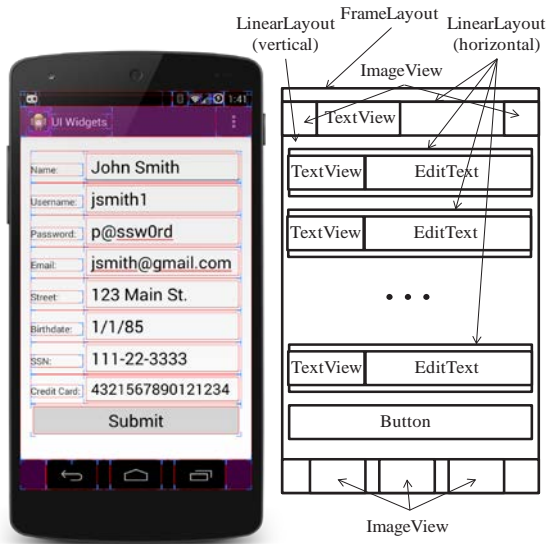 LinearLayout
(vertical)
FrameLayout
LinearLayout
(horizontal)
ImageView
TextView
TextView EditText
TextView EditText
• • •
TextView EditText
Button
ImageView
1:41
UI Widgets
Name: John Smith
Username: jsmith1
Password: p@ssw0rd
Email: jsmith@gmail.com
Street: 123 Main St.
Birthdate: 1/1/85
SSN: 111-22-3333
Credit Card: 4321567890121234
Submit